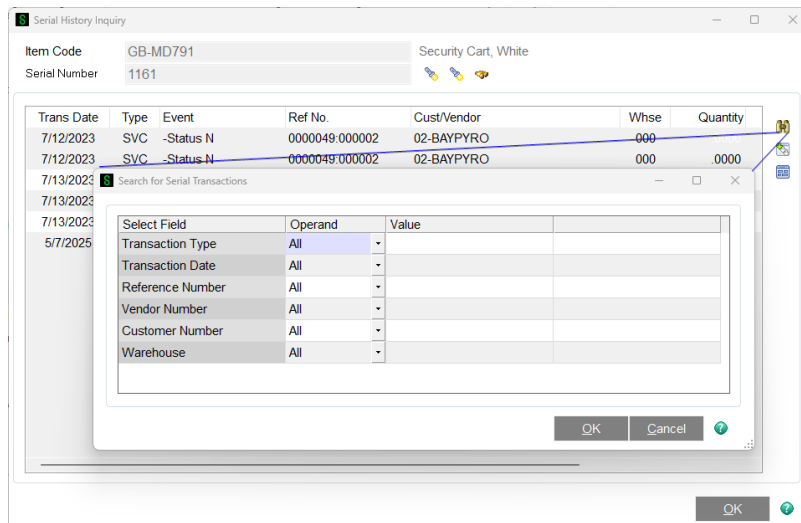 Serial History Inquiry
Item Code GB-MD791 Security Cart, White
Serial Number 1161
Trans Date Type Event Ref No. Cust/Vendor Whse Quantity
7/12/2023 SVC -Status N 0000049:000002 02-BAYPYRO 000 .0000
7/12/2023 SVC -Status N 0000049:000002 02-BAYPYRO 000 .0000
7/13/2023
Search for Serial Transactions
7/13/2023
7/13/2023
Select Field Operand Value
Transaction Type All
5/7/2025
Transaction Date All
Reference Number All
Vendor Number All
Customer Number All
Warehouse All
OK Cancel
OK